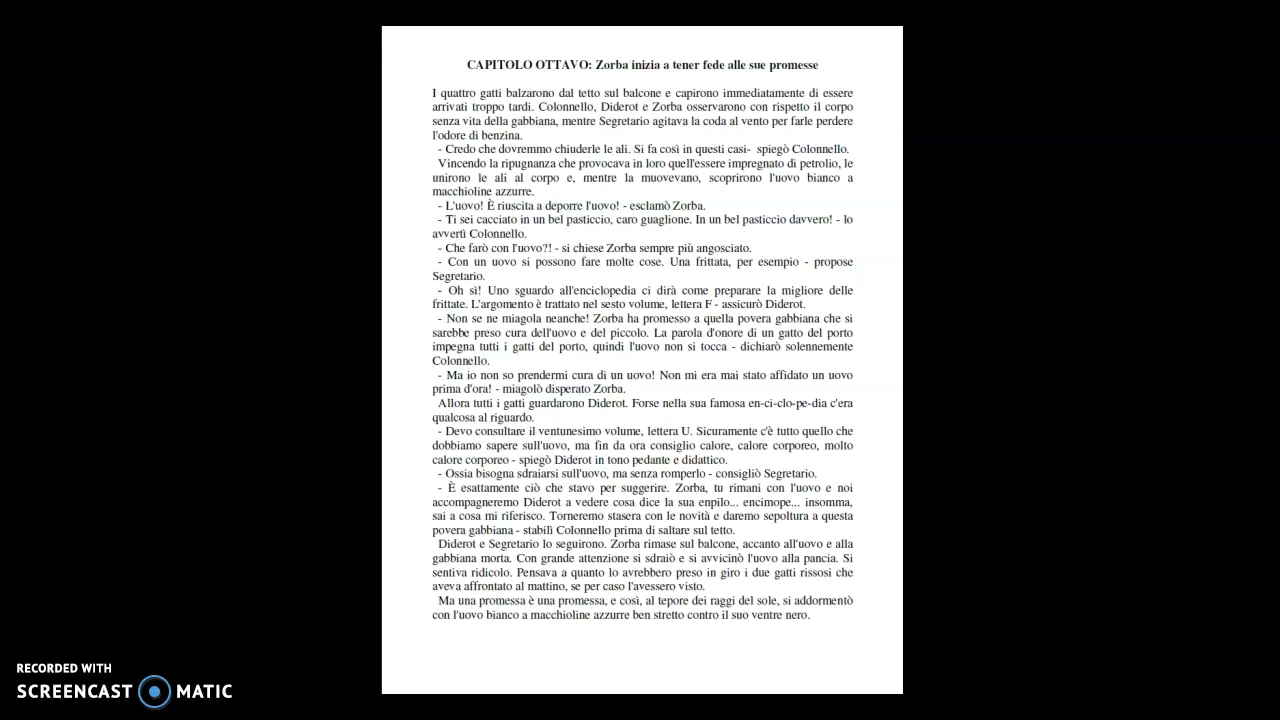 CAPITOLO OTTAVO: Zorba inizia a tener fede alle sue promesse
I quattro gatti balzarono dal tetto sul balcone e capirono immediatamente di essere
arrivati troppo tardi. Colonnello, Diderot e Zorba osservarono con rispetto il corpo
senza vita della gabbiana, mentre Segretario agitava la coda al vento per farle perdere
l'odore di benzina.
- Credo che dovremmo chiuderle le ali. Si fa così in questi casi-  spiegò Colonnello.
Vincendo la ripugnanza che provocava in loro quell'essere impregnato di petrolio, le
unirono le ali al corpo e, mentre la muovevano, scoprirono l'uovo bianco a
macchioline azzurre.
- L'uovo! È riuscita a deporre l'uovo! - esclamò Zorba.
- Ti sei cacciato in un bel pasticcio, caro guaglione. In un bel pasticcio davvero! - lo
avvertì Colonnello.
- Che farò con l'uovo?! - si chiese Zorba sempre più angosciato.
- Con un uovo si possono fare molte cose. Una frittata, per esempio - propose
Segretario.
- Oh sì! Uno sguardo all'enciclopedia ci dirà come preparare la migliore delle
frittate. L'argomento è trattato nel sesto volume, lettera F - assicurò Diderot.
- Non se ne miagola neanche! Zorba ha promesso a quella povera gabbiana che si
sarebbe preso cura dell'uovo e del piccolo. La parola d'onore di un gatto del porto
impegna tutti i gatti del porto, quindi l'uovo non si tocca - dichiarò solennemente
Colonnello.
- Ma io non so prendermi cura di un uovo! Non mi era mai stato affidato un uovo
prima d'ora! - miagolò disperato Zorba.
Allora tutti i gatti guardarono Diderot. Forse nella sua famosa en-ci-clo-pe-dia c'era
qualcosa al riguardo.
- Devo consultare il ventunesimo volume, lettera U. Sicuramente c'è tutto quello che
dobbiamo sapere sull'uovo, ma fin da ora consiglio calore, calore corporeo, molto
calore corporeo - spiegò Diderot in tono pedante e didattico.
- Ossia bisogna sdraiarsi sull'uovo, ma senza romperlo - consigliò Segretario.
- È esattamente ciò che stavo per suggerire. Zorba, tu rimani con l'uovo e noi
accompagneremo Diderot a vedere cosa dice la sua enpilo... encimope... insomma,
sai a cosa mi riferisco. Torneremo stasera con le novità e daremo sepoltura a questa
povera gabbiana - stabilì Colonnello prima di saltare sul tetto.
Diderot e Segretario lo seguirono. Zorba rimase sul balcone, accanto all'uovo e alla
gabbiana morta. Con grande attenzione si sdraiò e si avvicinò l'uovo alla pancia. Si
sentiva ridicolo. Pensava a quanto lo avrebbero preso in giro i due gatti rissosi che
aveva affrontato al mattino, se per caso l'avessero visto.
Ma una promessa è una promessa, e così, al tepore dei raggi del sole, si addormentò
con l'uovo bianco a macchioline azzurre ben stretto contro il suo ventre nero.
RECORDED WITH
SCREENCAST MATIC